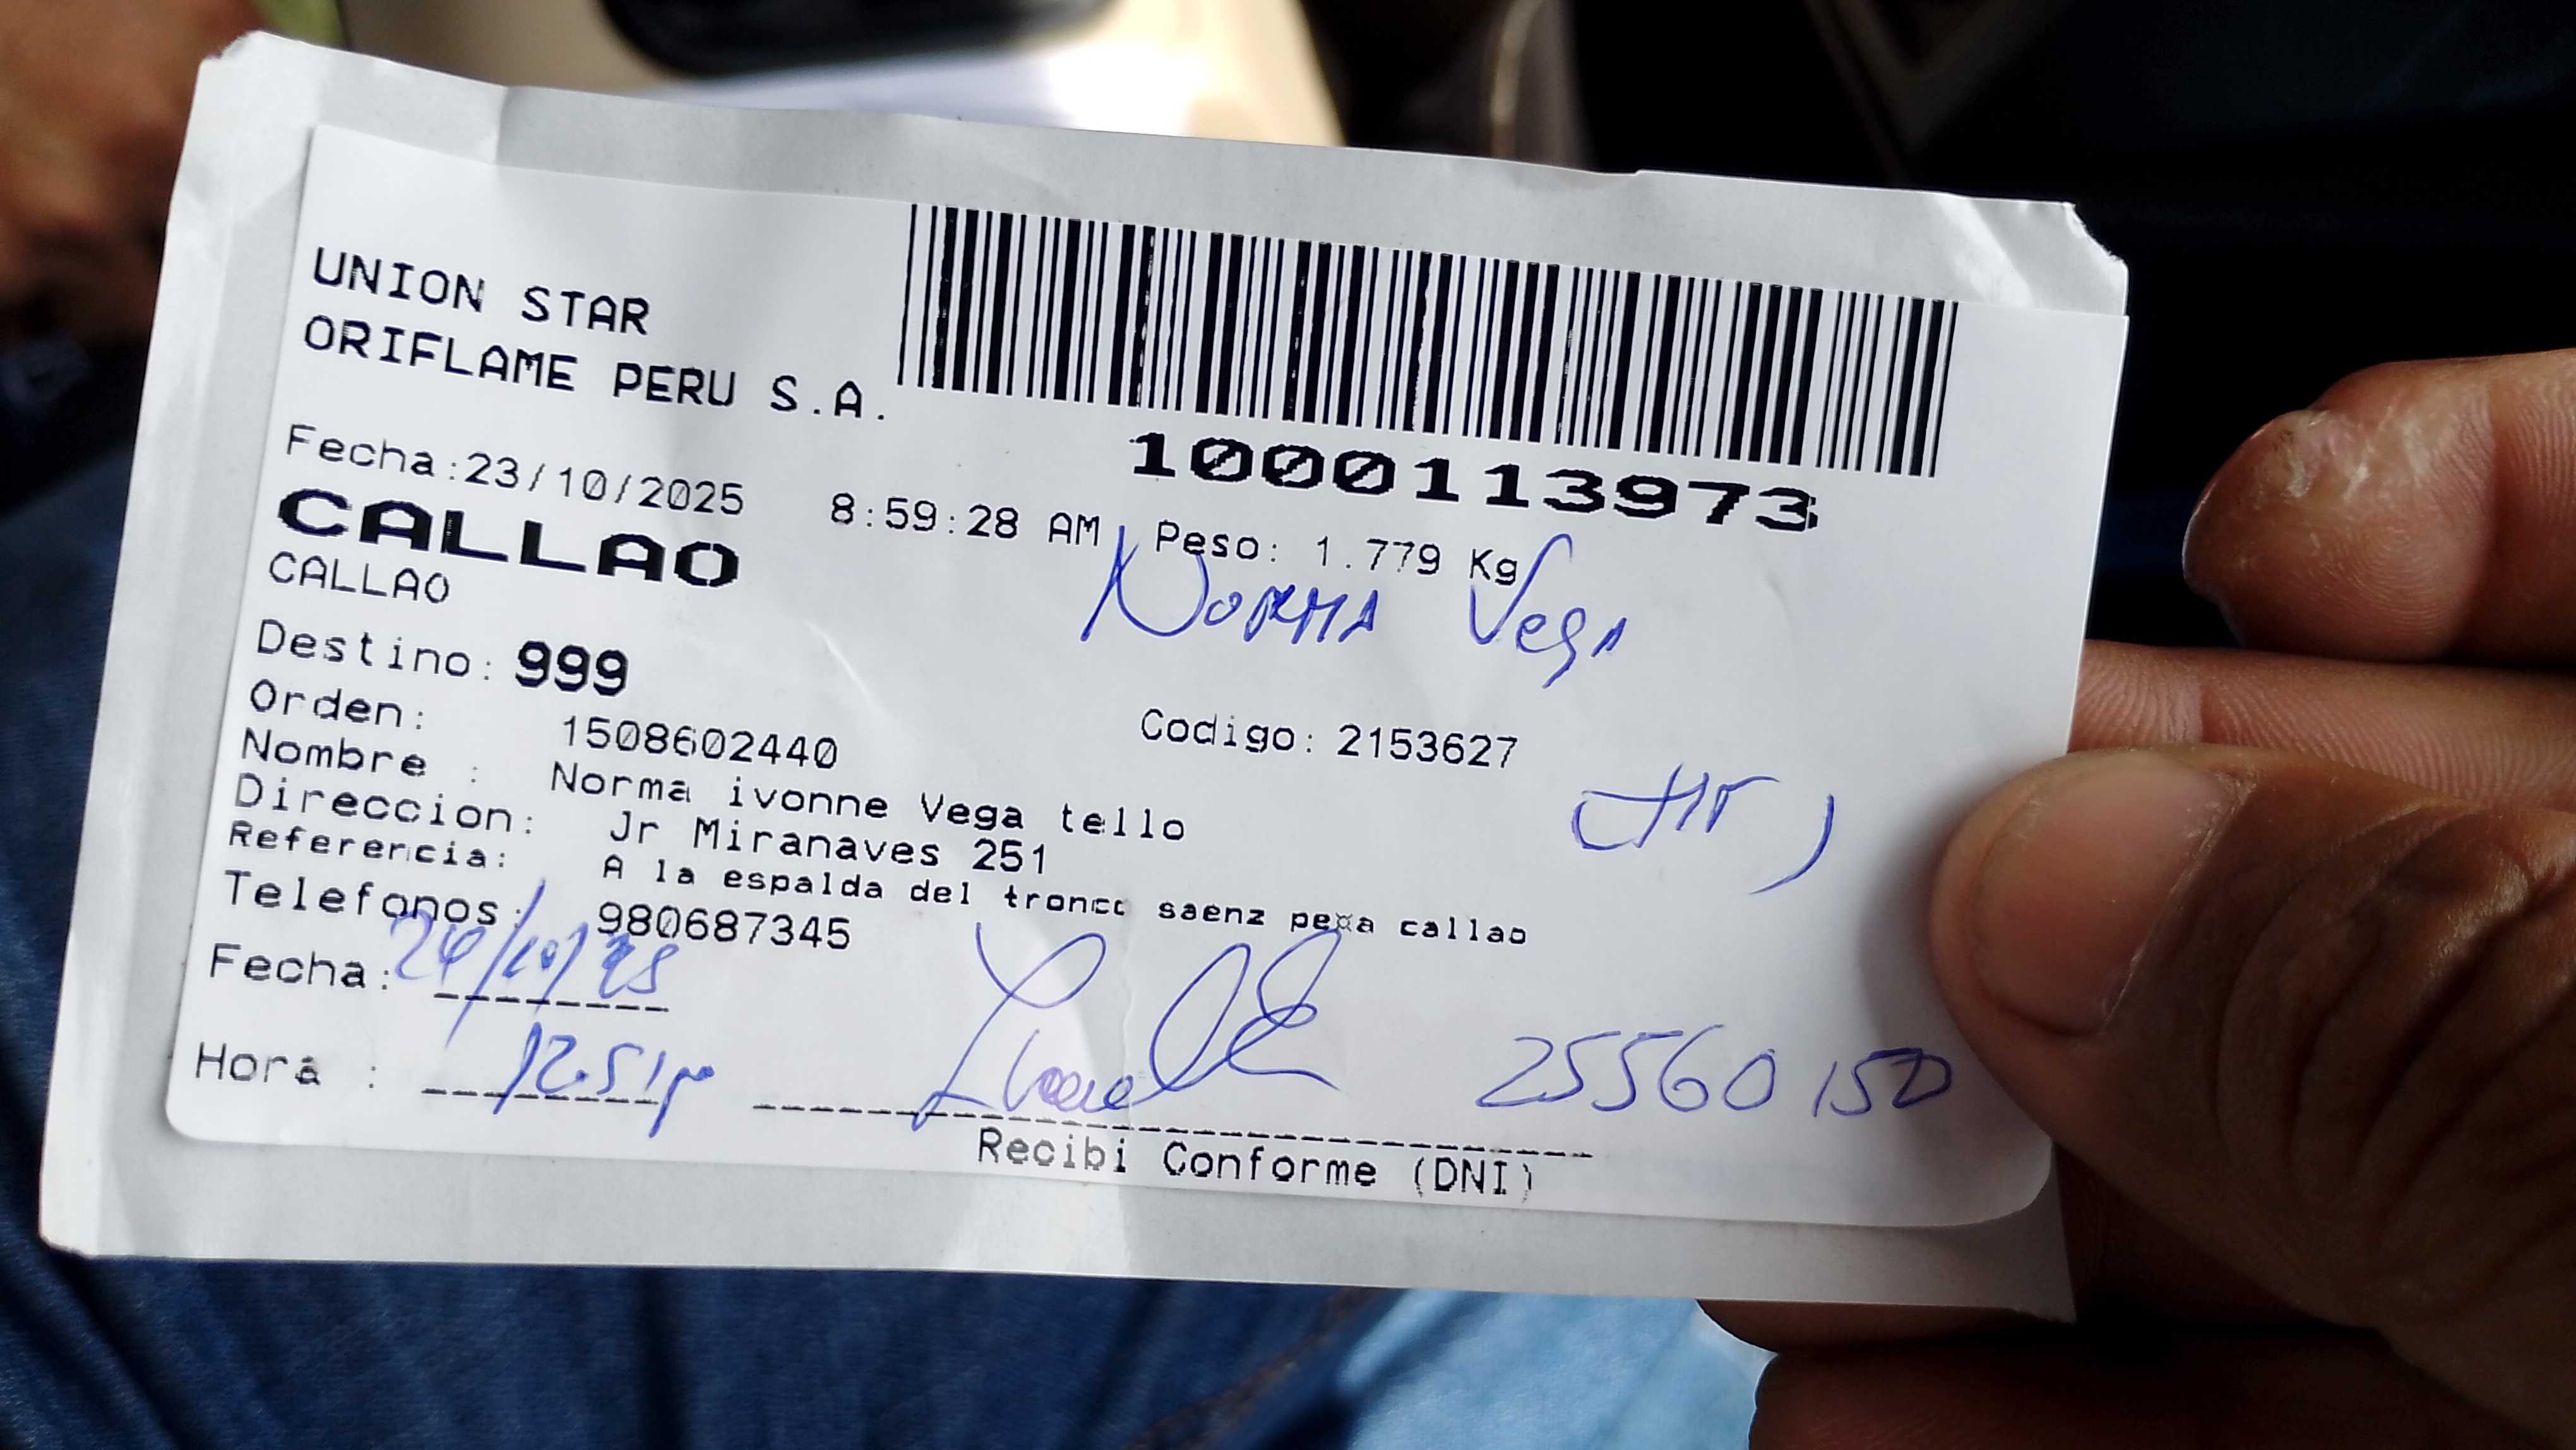 UNION STAR
ORIFLAME PERU S.A.
1000113973
Fecha:23/10/2025 8:59:28 AM Peso: 1.779 Kg
CALLAO
CALLAO
Norma Vega
Destino: 999
Orden: 1508602440 Codigo: 2153627
Nombre : Norma ivonne Vega tello
Direccion: Jr Miranaves 251
Referencia: A la espalda del tronco saenz pexa callao
Telefonos: 980687345
Fecha: 24/10/25
Hora : 12.51p
25560150
Recibi Conforme (DNI)